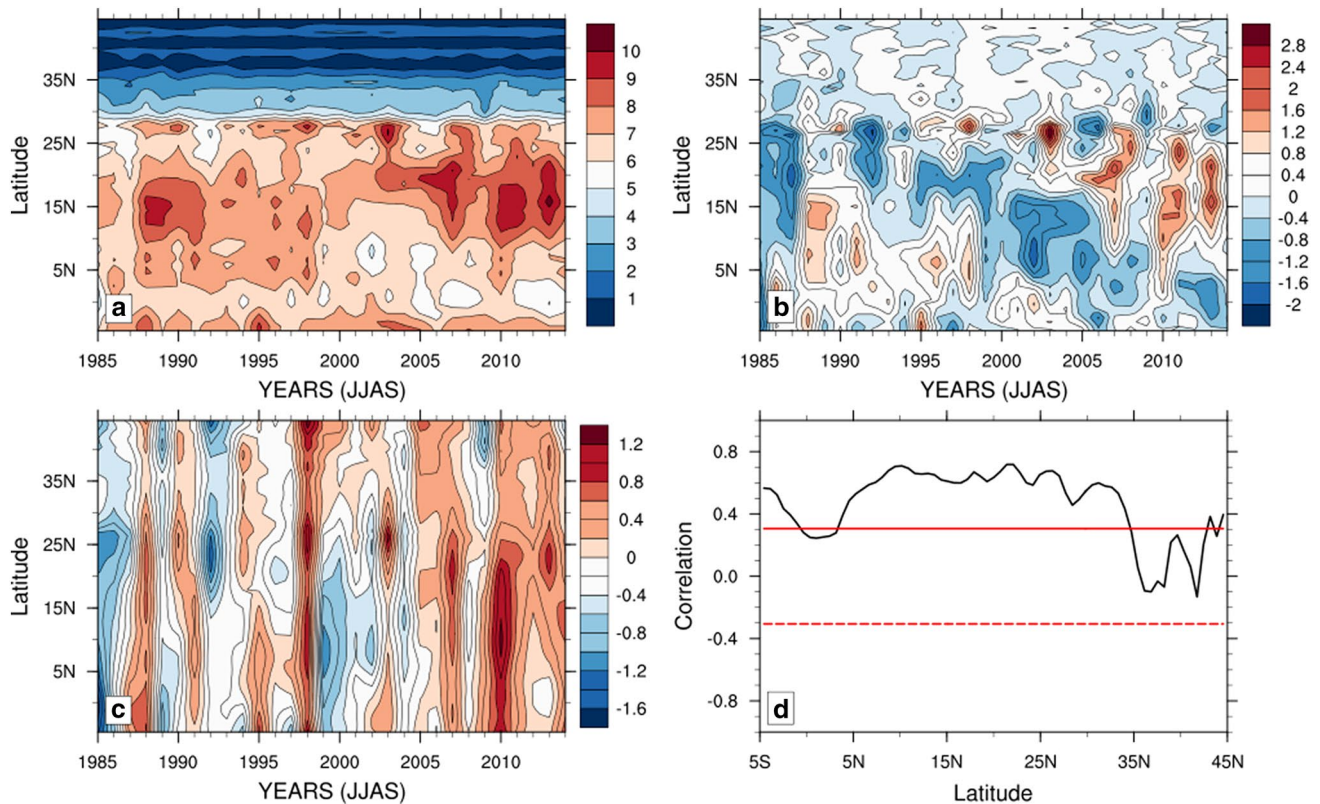 35N
25N
15N
5N
Latitude
a
1985 1990 1995 2000 2005 2010
YEARS (JJAS)
10
9
8
7
6
5
4
3
2
1
35N
25N
15N
5N
Latitude
b
1985 1990 1995 2000 2005 2010
YEARS (JJAS)
2.8
2.4
2
1.6
1.2
0.8
0.4
0
-0.4
-0.8
-1.2
-1.6
-2
35N
25N
15N
5N
Latitude
c
1985 1990 1995 2000 2005 2010
YEARS (JJAS)
1.2
0.8
0.4
0
-0.4
-0.8
-1.2
-1.6
0.8
0.4
0.0
-0.4
-0.8
Correlation
d
5S 5N 15N 25N 35N 45N
Latitude